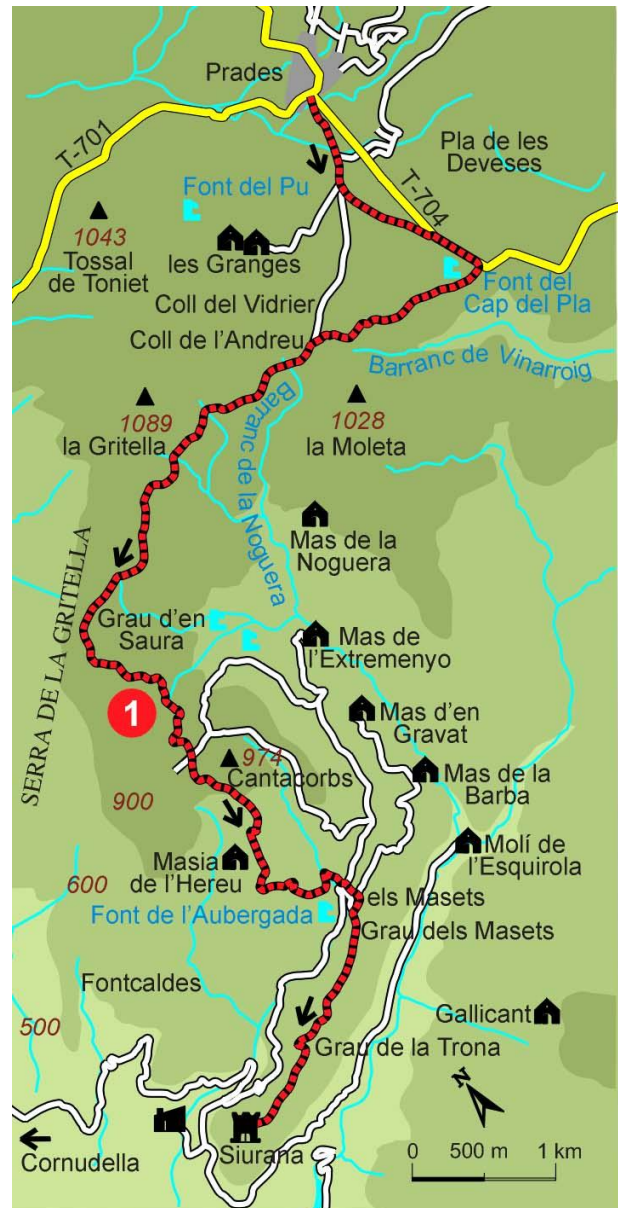 Prades
T-701
Pla de les
Deveses
T-704
Font del Pu
1043
Tossal
de Toniet
les Granges
Font del
Cap del Pla
Coll del Vidrier
Coll de l'Andreu
Barranc de Vinarroig
1089
la Gritella
1028
la Moleta
Barranc de la Noguera
Mas de la
Noguera
Grau d'en
Saura
Mas de
l'Extremenyo
SERRA DE LA GRITELLA
1
Mas d'en
Gravat
974
Cantacorbs
Mas de la
Barba
900
Molí de
l'Esquirola
Masia
de l'Hereu
600
els Masets
Font de l'Aubergada
Grau dels Masets
Fontcaldes
500
Gallicant
Grau de la Trona
N
Siurana
Cornudella
0 500 m 1 km